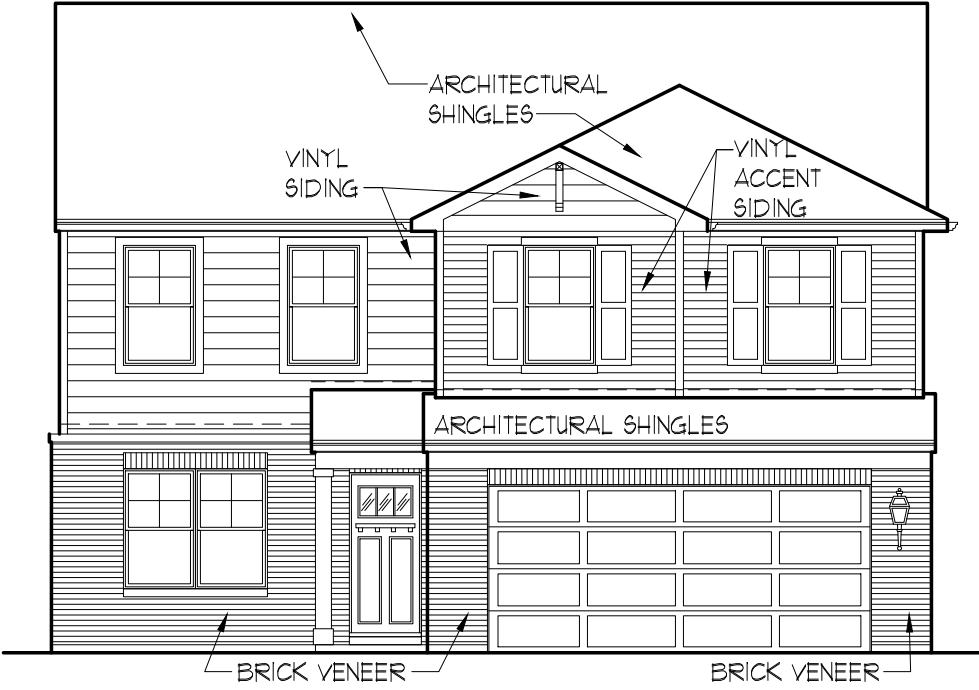 ARCHITECTURAL
SHINGLES
VINYL
SIDING
VINYL
ACCENT
SIDING
ARCHITECTURAL SHINGLES
BRICK VENEER
BRICK VENEER